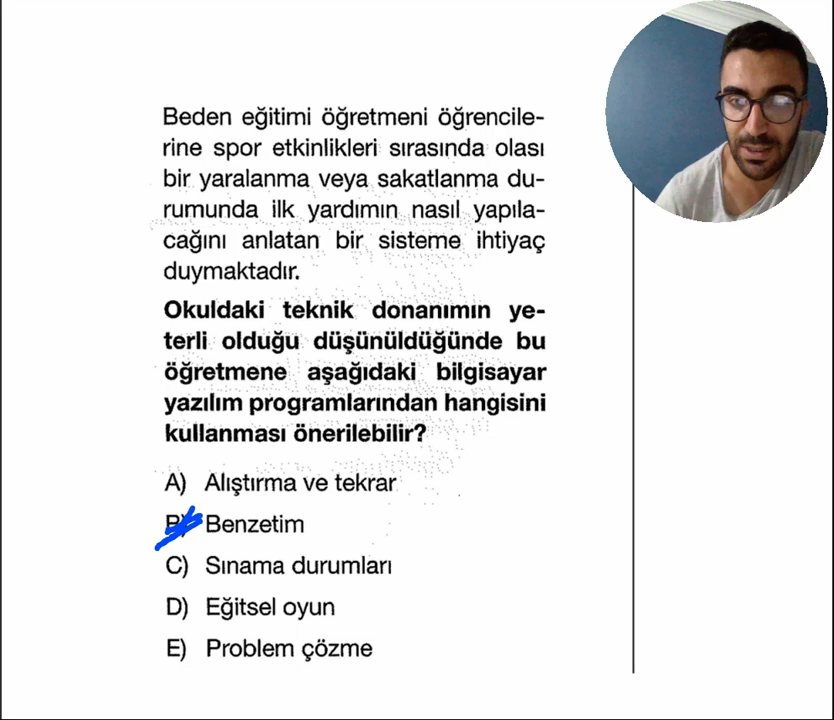 Beden eğitimi öğretmeni öğrencile-
rine spor etkinlikleri sırasında olası
bir yaralanma veya sakatlanma du-
rumunda ilk yardımın nasıl yapıla-
cağını anlatan bir sisteme ihtiyaç
duymaktadır.
Okuldaki teknik donanımın ye-
terli olduğu düşünüldüğünde bu
öğretmene aşağıdaki bilgisayar
yazılım programlarından hangisini
kullanması önerilebilir?
A) Alıştırma ve tekrar
B) Benzetim
C) Sınama durumları
D) Eğitsel oyun
E) Problem çözme